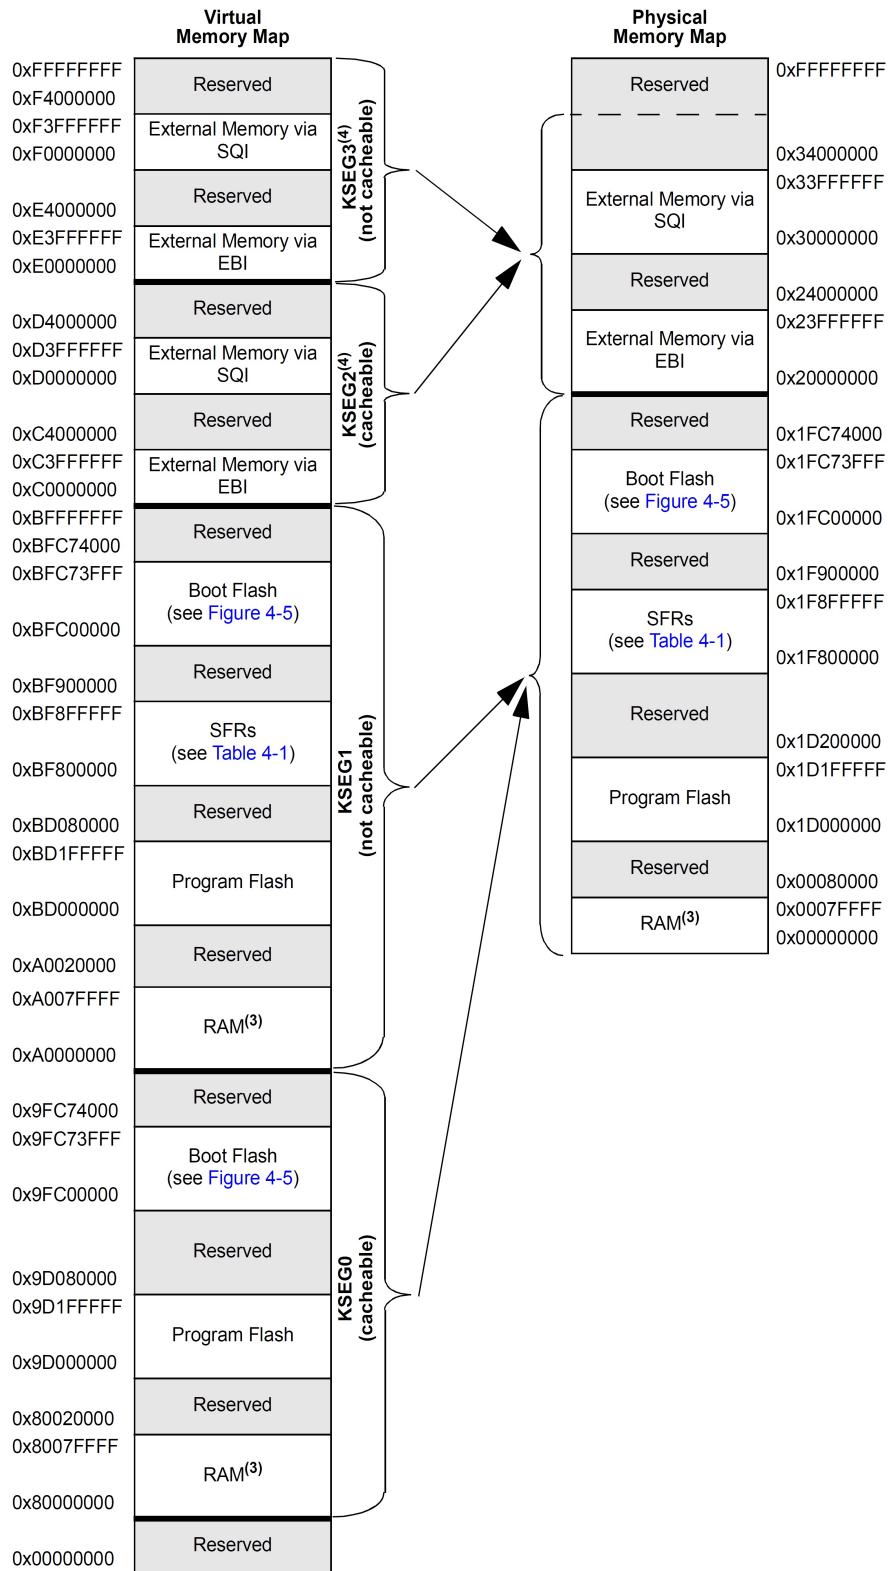 Virtual
Memory Map
0xFFFFFFFF
Reserved
0xF4000000
0xF3FFFFFF
External Memory via
SQI
0xF0000000
Reserved
0xE4000000
0xE3FFFFFF
External Memory via
EBI
0xE0000000
KSEG3(4)
(not cacheable)
Reserved
0xD4000000
0xD3FFFFFF
External Memory via
SQI
0xD0000000
Reserved
0xC4000000
0xC3FFFFFF
External Memory via
EBI
0xC0000000
KSEG2(4)
(cacheable)
0xBFFFFFFF
Reserved
0xBFC74000
0xBFC73FFF
Boot Flash
(see Figure 4-5)
0xBFC00000
Reserved
0xBF900000
0xBF8FFFFF
SFRs
(see Table 4-1)
0xBF800000
Reserved
0xBD080000
0xBD1FFFFF
Program Flash
0xBD000000
Reserved
0xA0020000
0xA007FFFF
RAM(3)
0xA0000000
KSEG1
(not cacheable)
Reserved
0x9FC74000
0x9FC73FFF
Boot Flash
(see Figure 4-5)
0x9FC00000
Reserved
0x9D080000
0x9D1FFFFF
Program Flash
0x9D000000
Reserved
0x80020000
0x8007FFFF
RAM(3)
0x80000000
KSEG0
(cacheable)
Reserved
0x00000000
Physical
Memory Map
0xFFFFFFFF
Reserved
0x34000000
0x33FFFFFF
External Memory via
SQI
0x30000000
Reserved
0x24000000
0x23FFFFFF
External Memory via
EBI
0x20000000
Reserved
0x1FC74000
0x1FC73FFF
Boot Flash
(see Figure 4-5)
0x1FC00000
Reserved
0x1F900000
0x1F8FFFFF
SFRs
(see Table 4-1)
0x1F800000
Reserved
0x1D200000
0x1D1FFFFF
Program Flash
0x1D000000
Reserved
0x00080000
0x0007FFFF
RAM(3)
0x00000000